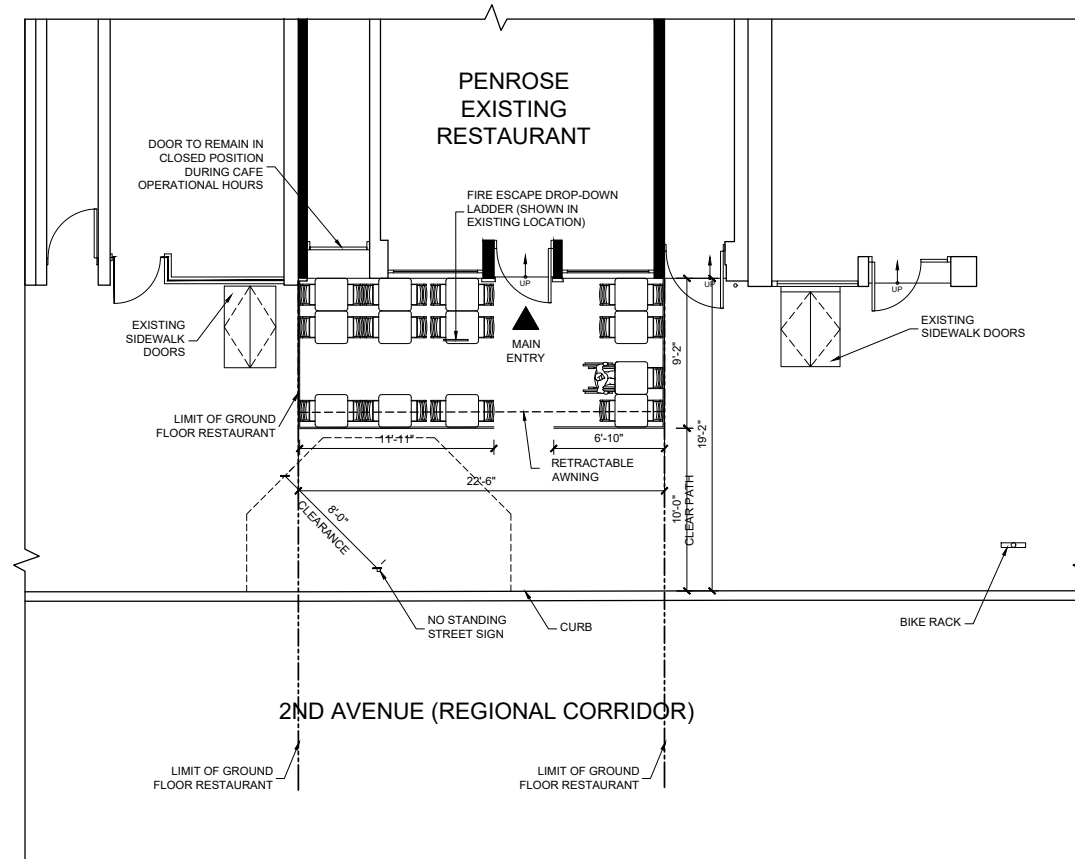 PENROSE
EXISTING
RESTAURANT
DOOR TO REMAIN IN
CLOSED POSITION
DURING CAFE
OPERATIONAL HOURS
FIRE ESCAPE DROP-DOWN
LADDER (SHOWN IN
EXISTING LOCATION)
UP
UP
UP
EXISTING
SIDEWALK
DOORS
MAIN
ENTRY
EXISTING
SIDEWALK DOORS
9'-2"
19'-2"
LIMIT OF GROUND
FLOOR RESTAURANT
11'-11"
6'-10"
RETRACTABLE
AWNING
22'-6"
10'-0"
CLEAR PATH
8'-0"
CLEARANCE
NO STANDING
STREET SIGN
CURB
BIKE RACK
2ND AVENUE (REGIONAL CORRIDOR)
LIMIT OF GROUND
FLOOR RESTAURANT
LIMIT OF GROUND
FLOOR RESTAURANT